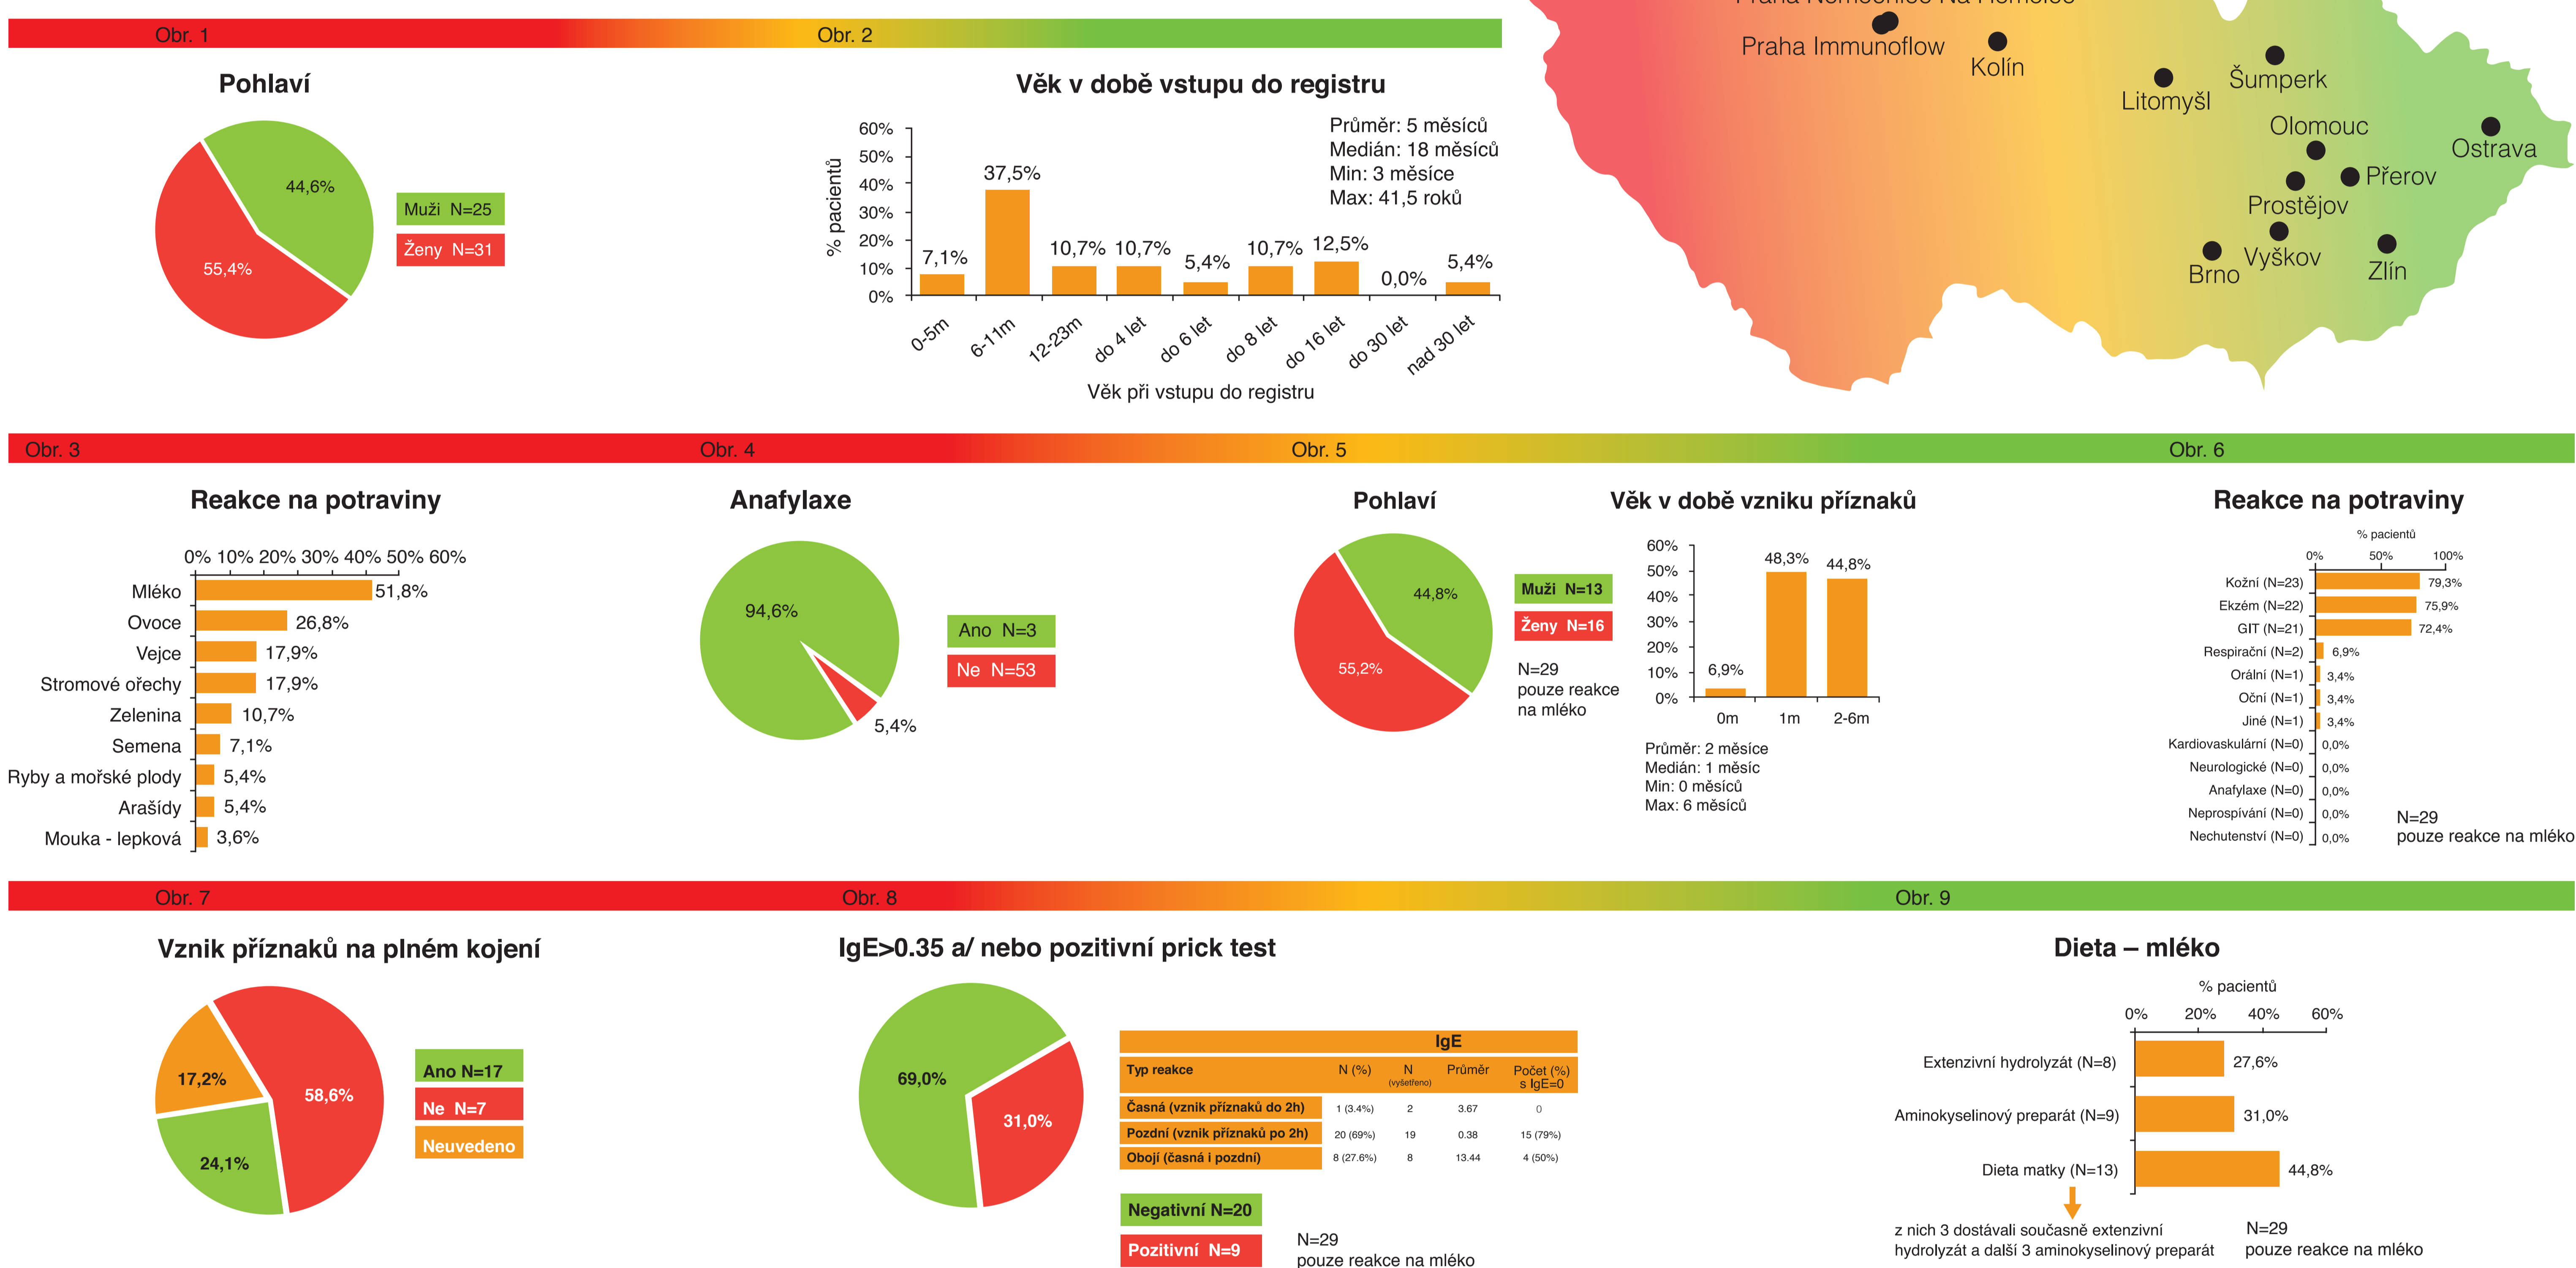 Obr. 1
Obr. 2
Pohlaví
44,6%
55,4%
Muži N=25
Ženy N=31
Věk v době vstupu do registru
Průměr: 5 měsíců
Medián: 18 měsíců
Min: 3 měsíce
Max: 41,5 roků
% pacientů
60%
50%
40%
30%
20%
10%
0%
7,1%
37,5%
10,7%
10,7%
5,4%
10,7%
12,5%
0,0%
5,4%
0-5m
6-11m
12-23m
do 4 let
do 6 let
do 8 let
do 16 let
do 30 let
nad 30 let
Věk při vstupu do registru
Praha Nemocnice Na Homolce
Praha Immunoflow
Kolín
Litomyšl
Šumperk
Olomouc
Ostrava
Přerov
Prostějov
Vyškov
Brno
Zlín
Obr. 3
Obr. 4
Obr. 5
Obr. 6
Reakce na potraviny
0% 10% 20% 30% 40% 50% 60%
Mléko 51,8%
Ovoce 26,8%
Vejce 17,9%
Stromové ořechy 17,9%
Zelenina 10,7%
Semena 7,1%
Ryby a mořské plody 5,4%
Arašídy 5,4%
Mouka - lepková 3,6%
Anafylaxe
94,6%
5,4%
Ano N=3
Ne N=53
Pohlaví
44,8%
55,2%
Muži N=13
Ženy N=16
N=29
pouze reakce
na mléko
Věk v době vzniku příznaků
60%
50%
40%
30%
20%
10%
0%
6,9%
48,3%
44,8%
0m
1m
2-6m
Průměr: 2 měsíce
Medián: 1 měsíc
Min: 0 měsíců
Max: 6 měsíců
Reakce na potraviny
% pacientů
0% 50% 100%
Kožní (N=23) 79,3%
Ekzém (N=22) 75,9%
GIT (N=21) 72,4%
Respirační (N=2) 6,9%
Orální (N=1) 3,4%
Oční (N=1) 3,4%
Jiné (N=1) 3,4%
Kardiovaskulární (N=0) 0,0%
Neurologické (N=0) 0,0%
Anafylaxe (N=0) 0,0%
Neprospívání (N=0) 0,0%
Nechutenství (N=0) 0,0%
N=29
pouze reakce na mléko
Obr. 7
Obr. 8
Obr. 9
Vznik příznaků na plném kojení
17,2%
58,6%
24,1%
Ano N=17
Ne N=7
Neuvedeno
IgE>0.35 a/ nebo pozitivní prick test
69,0%
31,0%
IgE
Typ reakce N (%) N (vyšetřeno) Průměr Počet (%) s IgE=0
Časná (vznik příznaků do 2h) 1 (3.4%) 2 3.67 0
Pozdní (vznik příznaků po 2h) 20 (69%) 19 0.38 15 (79%)
Obojí (časná i pozdní) 8 (27.6%) 8 13.44 4 (50%)
Negativní N=20
Pozitivní N=9
N=29
pouze reakce na mléko
Dieta – mléko
% pacientů
0% 20% 40% 60%
Extenzivní hydrolyzát (N=8) 27,6%
Aminokyselinový preparát (N=9) 31,0%
Dieta matky (N=13) 44,8%
z nich 3 dostávali současně extenzivní
hydrolyzát a další 3 aminokyselinový preparát
N=29
pouze reakce na mléko